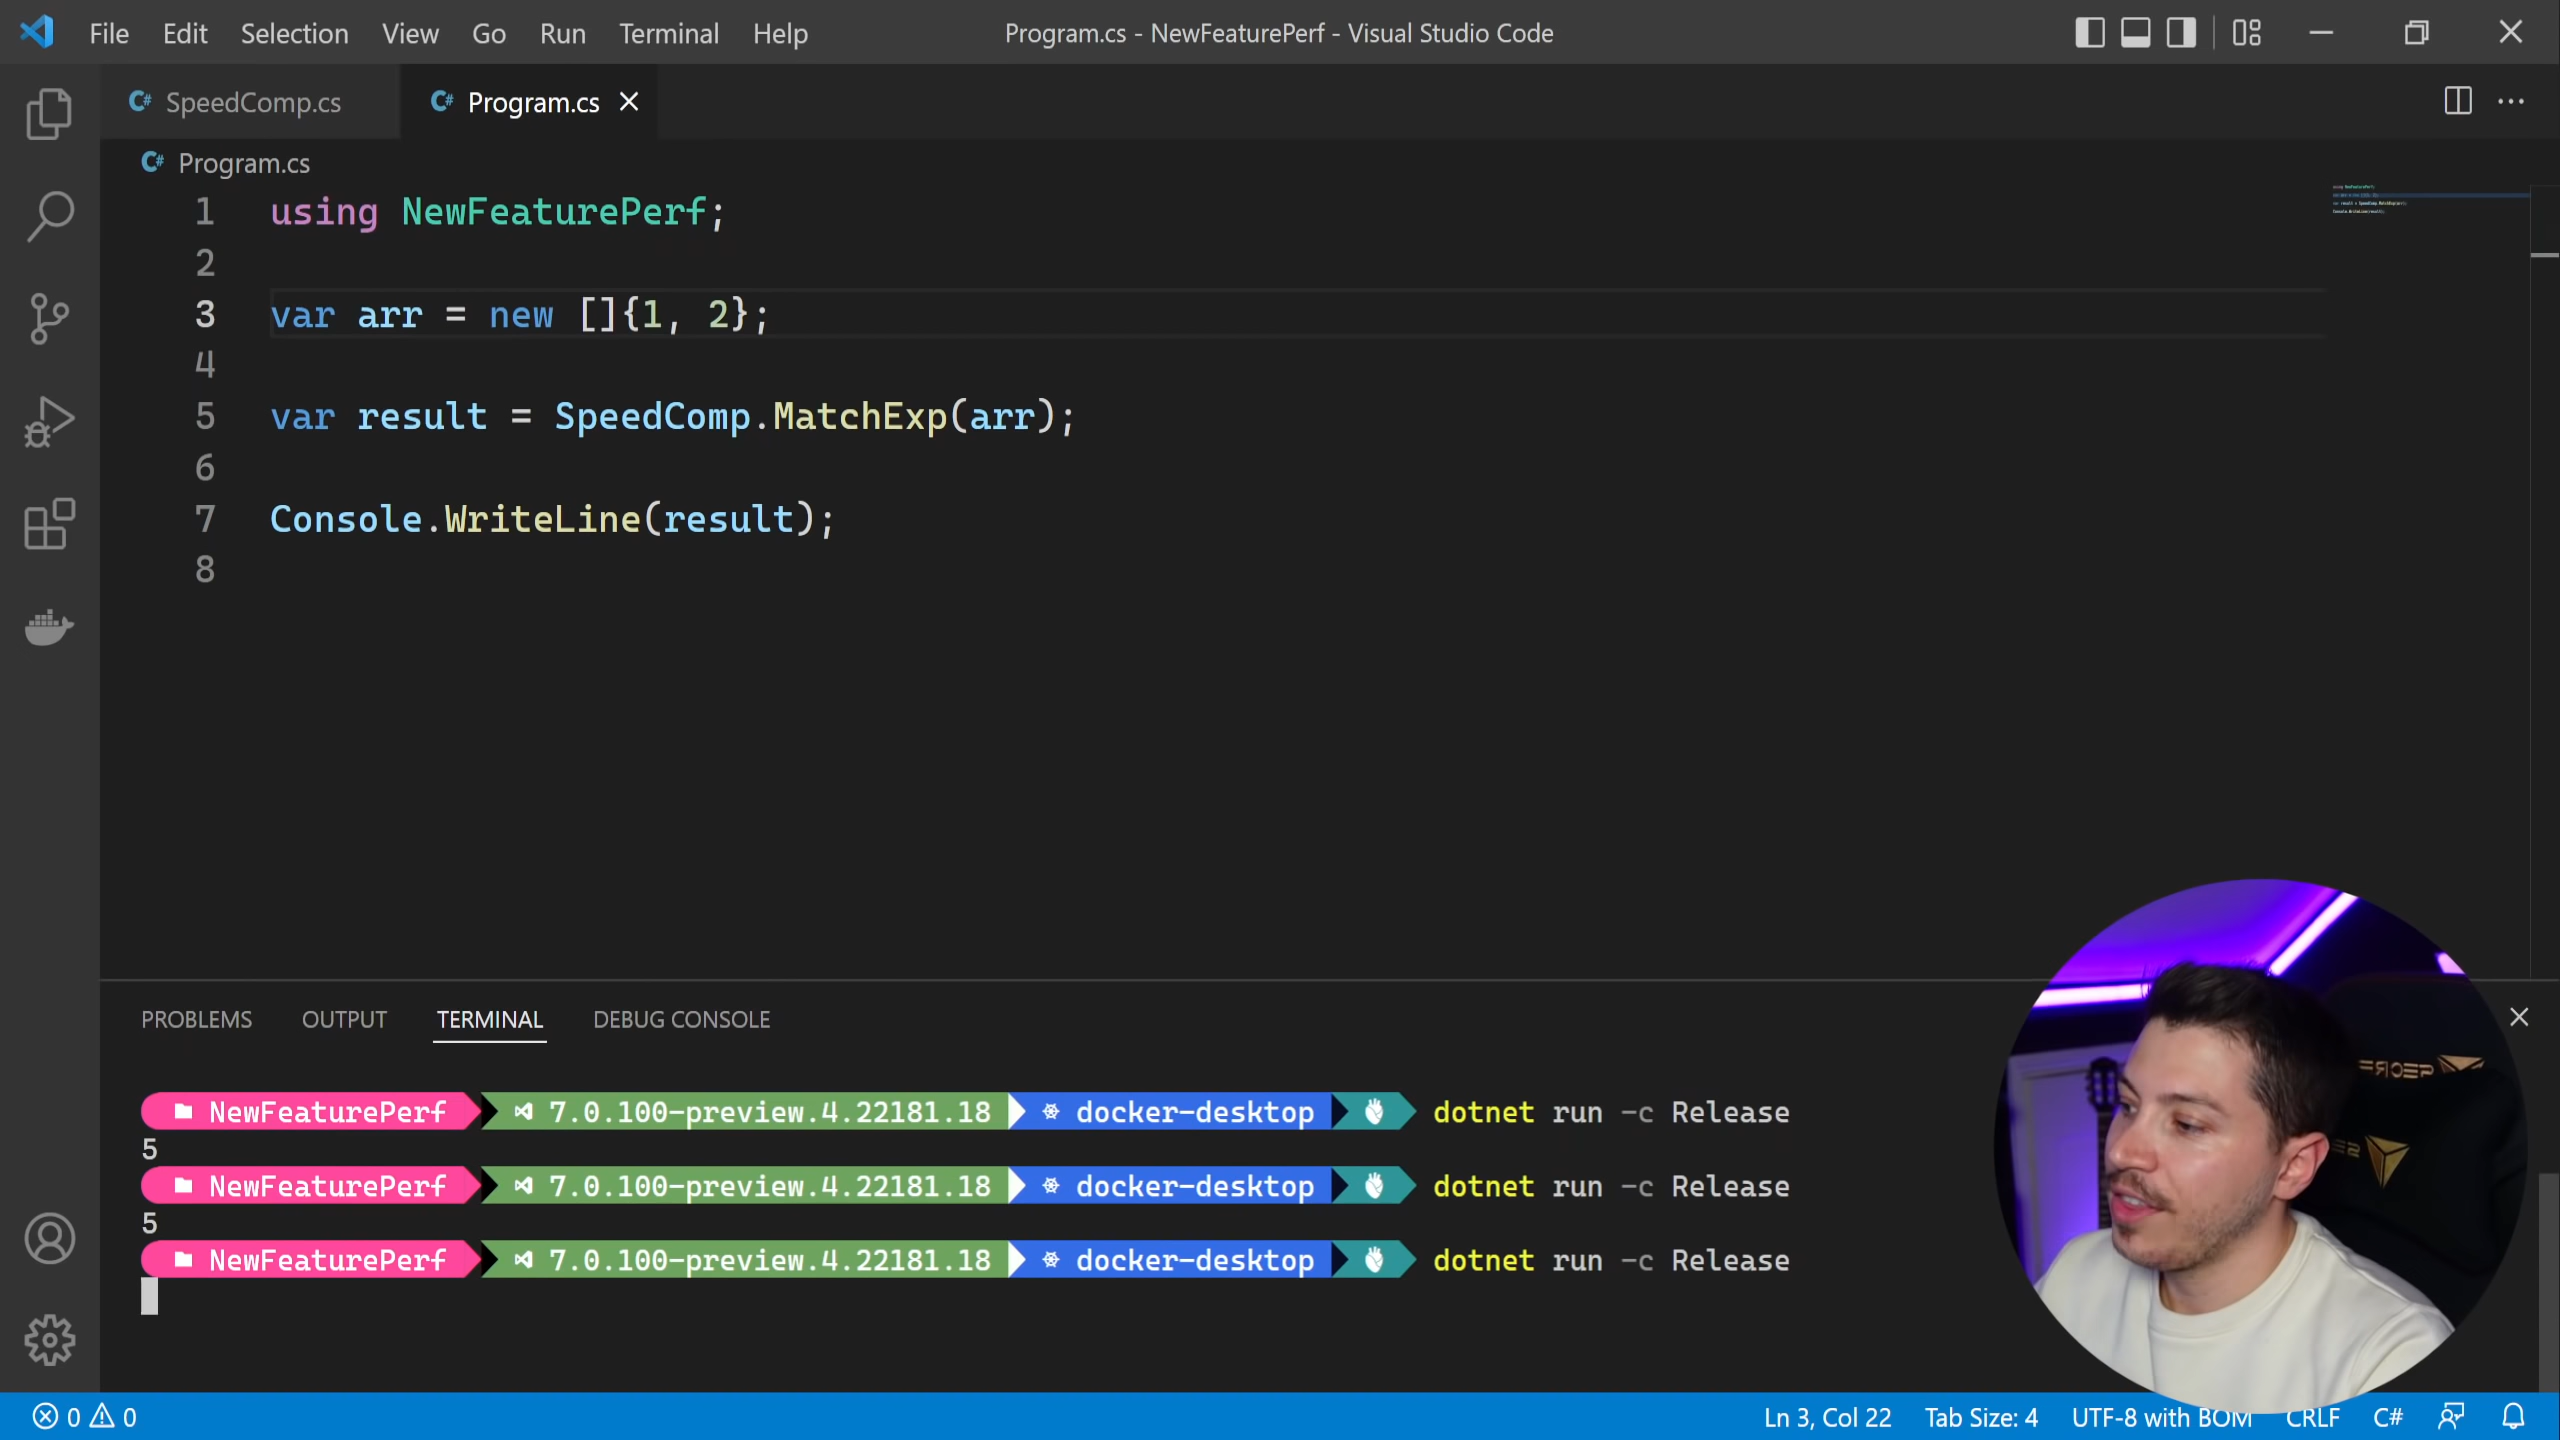 File Edit Selection View Go Run Terminal Help Program.cs - NewFeaturePerf - Visual Studio Code
SpeedComp.cs Program.cs
Program.cs
1 using NewFeaturePerf;
2
3 var arr = new []{1, 2};
4
5 var result = SpeedComp.MatchExp(arr);
6
7 Console.WriteLine(result);
8
PROBLEMS OUTPUT TERMINAL DEBUG CONSOLE
NewFeaturePerf 7.0.100-preview.4.22181.18 docker-desktop dotnet run -c Release
5
NewFeaturePerf 7.0.100-preview.4.22181.18 docker-desktop dotnet run -c Release
5
NewFeaturePerf 7.0.100-preview.4.22181.18 docker-desktop dotnet run -c Release
0 0 Ln 3, Col 22 Tab Size: 4 UTF-8 with BOM CRLF C#